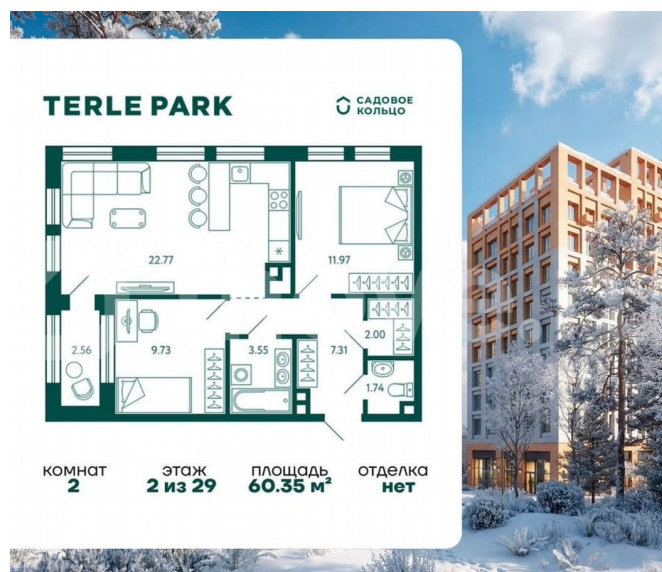 TERLE PARK
САДОВОЕ
КОЛЬЦО
22.77
11.97
2.56
9.73
3.55
7.31
2.00
1.74
комнат
2
этаж
2 из 29
площадь
60.35 м²
отделка
нет